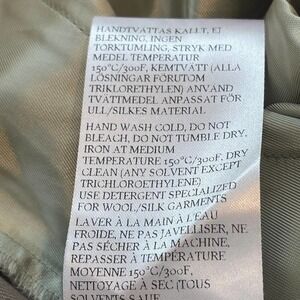 HANDTVÄTTAS KALLT, EJ
BLEKNING, INGEN
TORKTUMLING, STRYK MED
MEDEL TEMPERATUR
150°C/300F, KEMTVÄTT (ALLA
LÖSNINGAR FÖRUTOM
TRIKLORETHYLEN) ANVÄND
TVÄTTMEDEL ANPASSAT FÖR
ULL/SILKES MATERIAL
HAND WASH COLD, DO NOT
BLEACH, DO NOT TUMBLE DRY.
IRON AT MEDIUM
TEMPERATURE 150°C/300F, DRY
CLEAN (ANY SOLVENT EXCEPT
TRICHLOROETHYLENE)
USE DETERGENT SPECIALIZED
FOR WOOL/SILK GARMENTS
LAVER À LA MAIN À L'EAU
FROIDE, NE PAS JAVELLISER, NE
PAS SÉCHER À LA MACHINE,
REPASSER À TEMPÉRATURE
MOYENNE 150°C/300F,
NETTOYAGE À SEC (TOUS
SOLVENTS SAUF